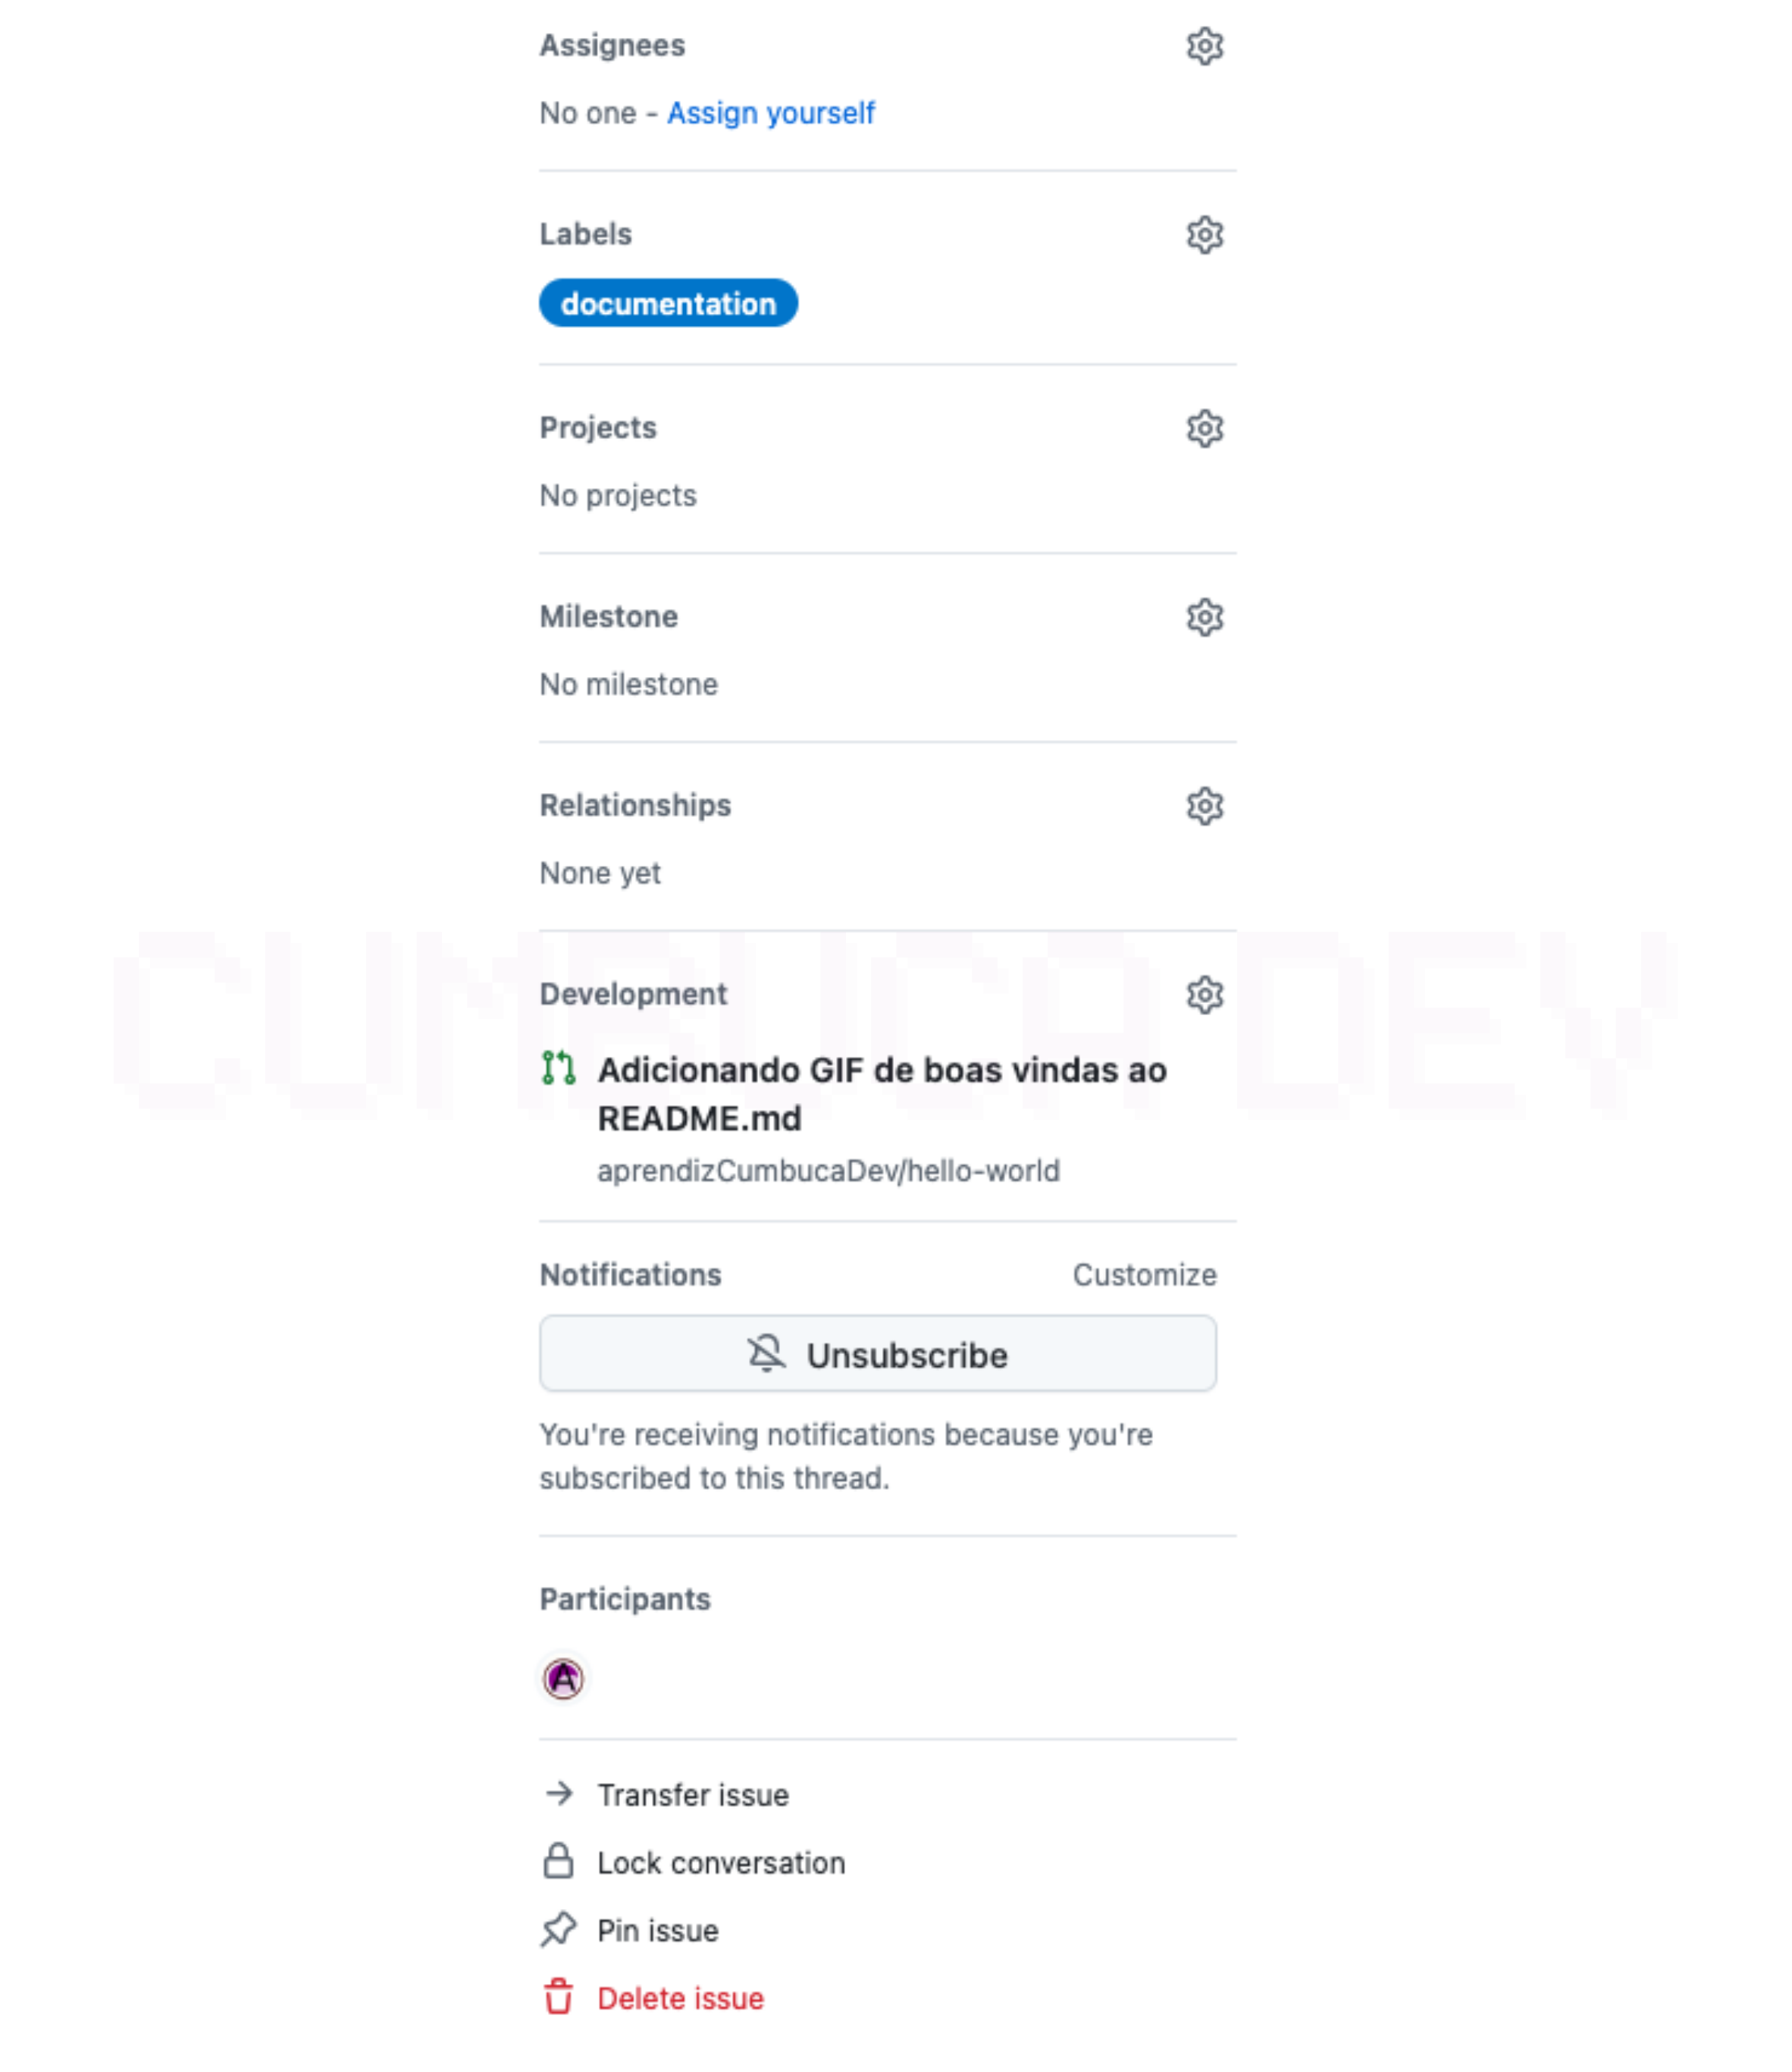 Assignees
No one - Assign yourself
Labels
documentation
Projects
No projects
Milestone
No milestone
Relationships
None yet
CUMBUCA DEV
Development
Adicionando GIF de boas vindas ao
README.md
aprendizCumbucaDev/hello-world
Notifications Customize
Unsubscribe
You're receiving notifications because you're
subscribed to this thread.
Participants
A
Transfer issue
Lock conversation
Pin issue
Delete issue